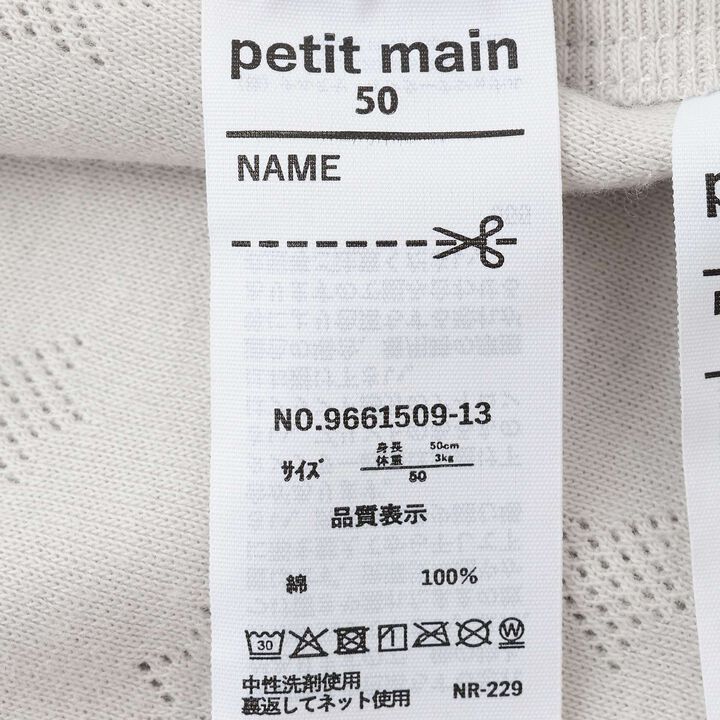 petit main
50
NAME
NO.9661509-13
サイズ
身長 50cm
体重 3kg
50
品質表示
綿 100%
30
W
中性洗剤使用
裏返してネット使用 NR-229
p